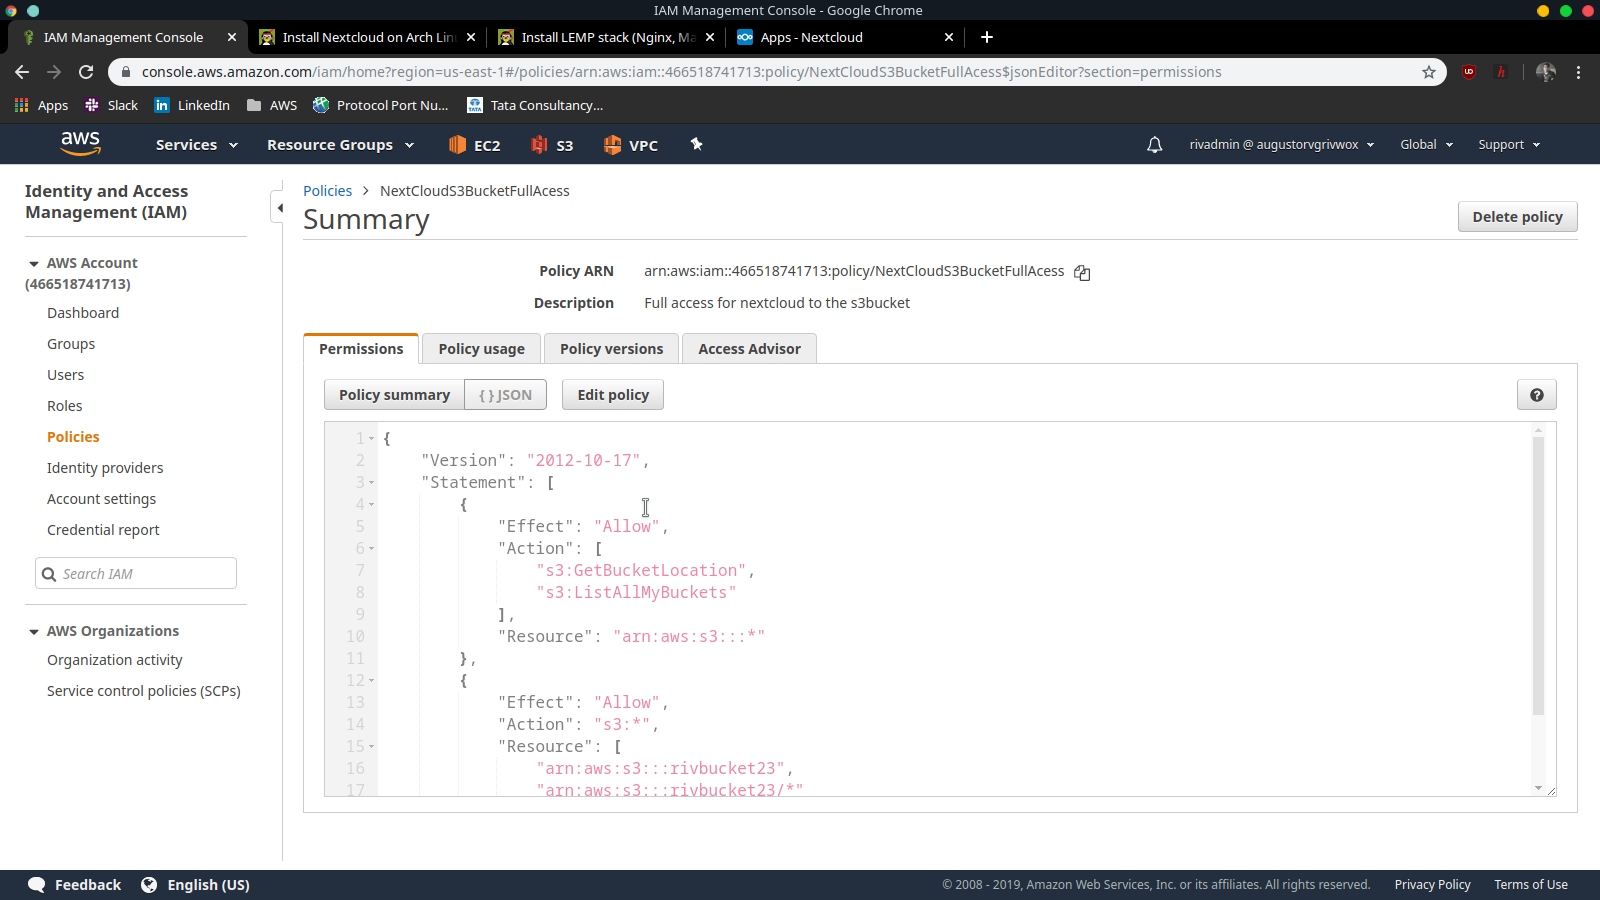 IAM Management Console - Google Chrome
IAM Management Console
Install Nextcloud on Arch Lin
Install LEMP stack (Nginx, Ma
Apps - Nextcloud
console.aws.amazon.com/iam/home?region=us-east-1#/policies/arn:aws:iam::466518741713:policy/NextCloudS3BucketFullAcess$jsonEditor?section=permissions
Apps Slack LinkedIn AWS Protocol Port Nu... Tata Consultancy...
aws Services Resource Groups EC2 S3 VPC rivadmin @ augustorvgrivwox Global Support
Identity and Access
Management (IAM)
AWS Account
(466518741713)
Dashboard
Groups
Users
Roles
Policies
Identity providers
Account settings
Credential report
Search IAM
AWS Organizations
Organization activity
Service control policies (SCPs)
Policies > NextCloudS3BucketFullAcess
Summary
Delete policy
Policy ARN arn:aws:iam::466518741713:policy/NextCloudS3BucketFullAcess
Description Full access for nextcloud to the s3bucket
Permissions Policy usage Policy versions Access Advisor
Policy summary { } JSON Edit policy ?
1 {
2 "Version": "2012-10-17",
3 "Statement": [
4 {
5 "Effect": "Allow",
6 "Action": [
7 "s3:GetBucketLocation",
8 "s3:ListAllMyBuckets"
9 ],
10 "Resource": "arn:aws:s3:::*"
11 },
12 {
13 "Effect": "Allow",
14 "Action": "s3:*",
15 "Resource": [
16 "arn:aws:s3:::rivbucket23",
17 "arn:aws:s3:::rivbucket23/*"
Feedback English (US) © 2008 - 2019, Amazon Web Services, Inc. or its affiliates. All rights reserved. Privacy Policy Terms of Use